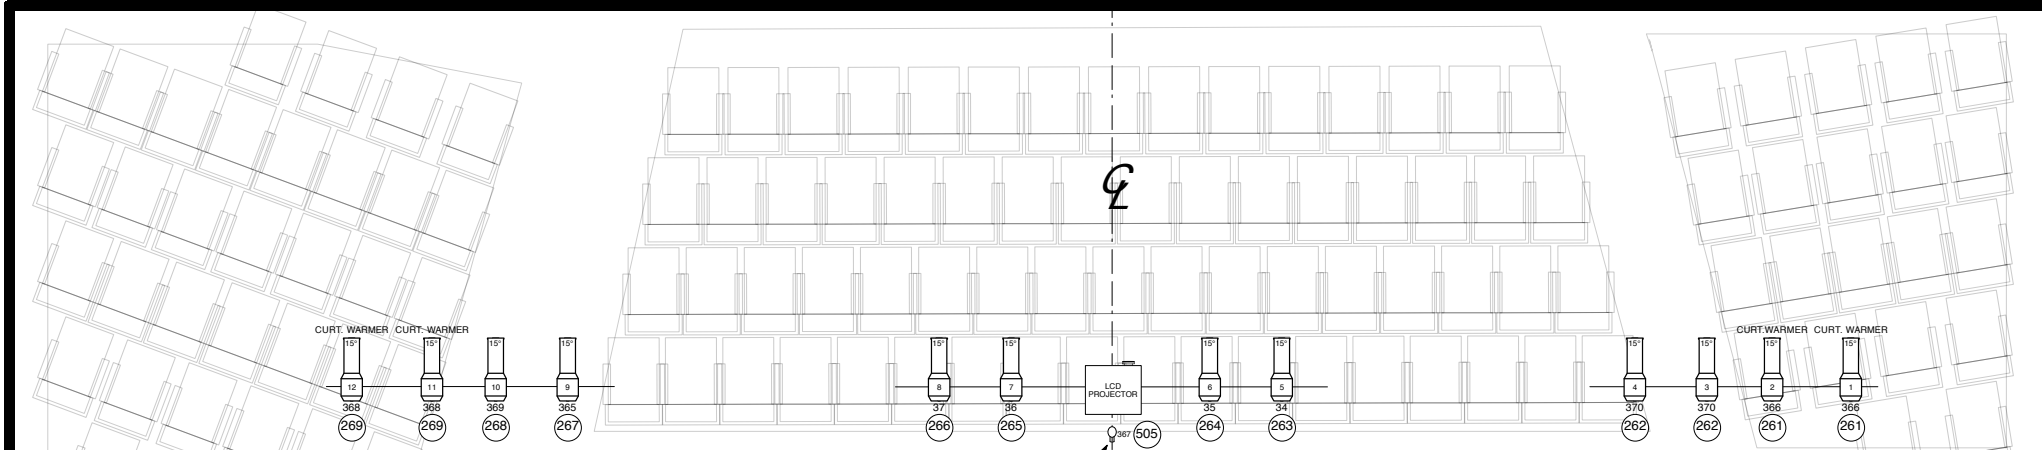 ℄
CURT. WARMER CURT. WARMER CURT.WARMER CURT. WARMER
15° 15° 15° 15° 15° 15° 15° 15° 15° 15° 15° 15°
12 11 10 9 8 7 LCD 6 5 4 3 2 1
PROJECTOR
368 368 369 365 37 36 35 34 370 370 366 366
269 269 268 267 266 265 367 505 264 263 262 262 261 261